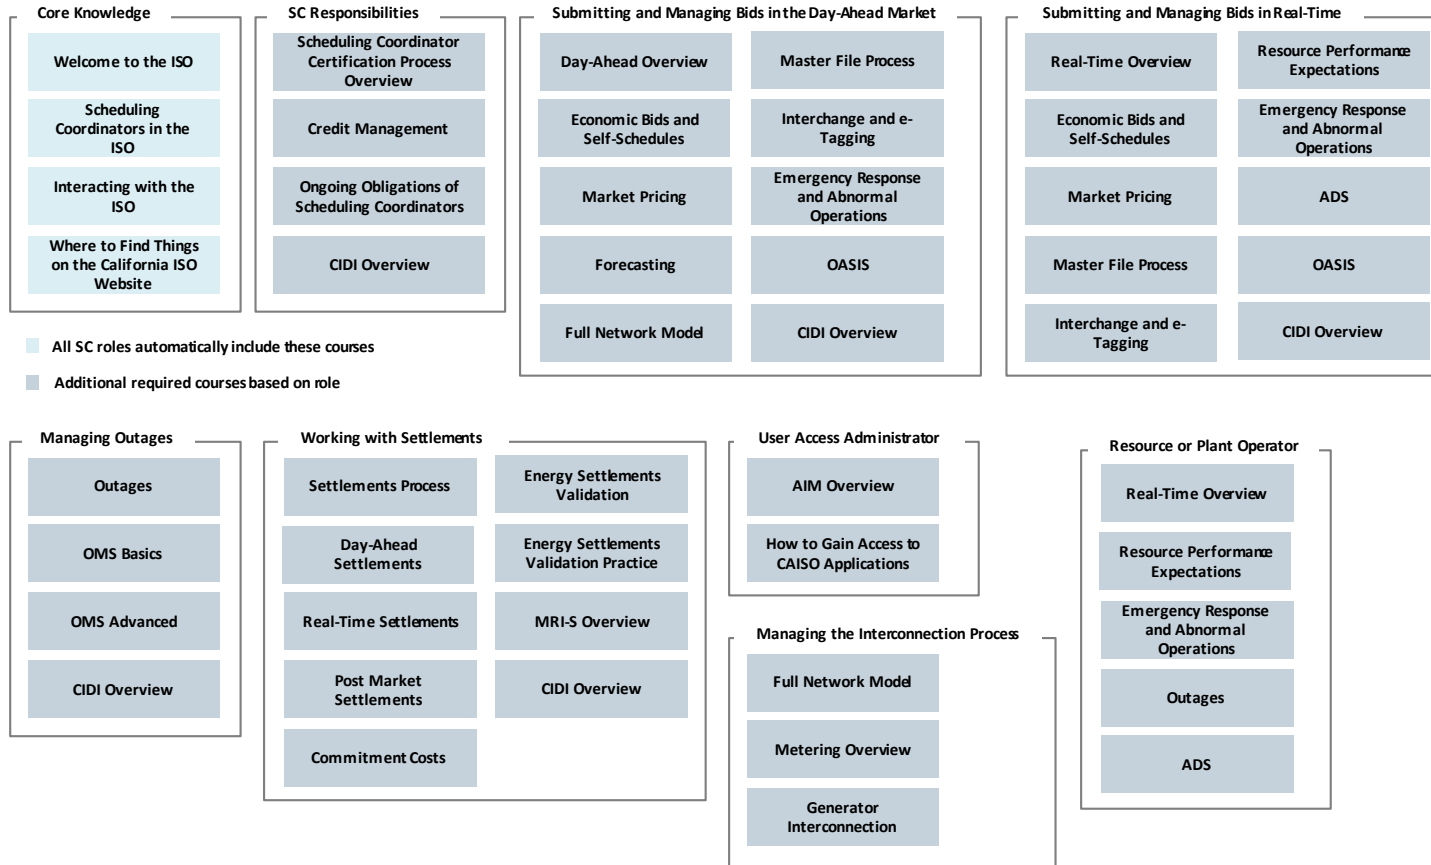 Core Knowledge
Welcome to the ISO
Scheduling
Coordinators in the
ISO
Interacting with the
ISO
Where to Find Things
on the California ISO
Website
SC Responsibilities
Scheduling Coordinator
Certification Process
Overview
Credit Management
Ongoing Obligations of
Scheduling Coordinators
CIDI Overview
Submitting and Managing Bids in the Day-Ahead Market
Day-Ahead Overview
Economic Bids and
Self-Schedules
Market Pricing
Forecasting
Full Network Model
Master File Process
Interchange and e-
Tagging
Emergency Response
and Abnormal
Operations
OASIS
CIDI Overview
Submitting and Managing Bids in Real-Time
Real-Time Overview
Economic Bids and
Self-Schedules
Market Pricing
Master File Process
Interchange and e-
Tagging
Resource Performance
Expectations
Emergency Response
and Abnormal
Operations
ADS
OASIS
CIDI Overview
All SC roles automatically include these courses
Additional required courses based on role
Managing Outages
Outages
OMS Basics
OMS Advanced
CIDI Overview
Working with Settlements
Settlements Process
Day-Ahead
Settlements
Real-Time Settlements
Post Market
Settlements
Commitment Costs
Energy Settlements
Validation
Energy Settlements
Validation Practice
MRI-S Overview
CIDI Overview
User Access Administrator
AIM Overview
How to Gain Access to
CAISO Applications
Managing the Interconnection Process
Full Network Model
Metering Overview
Generator
Interconnection
Resource or Plant Operator
Real-Time Overview
Resource Performance
Expectations
Emergency Response
and Abnormal
Operations
Outages
ADS